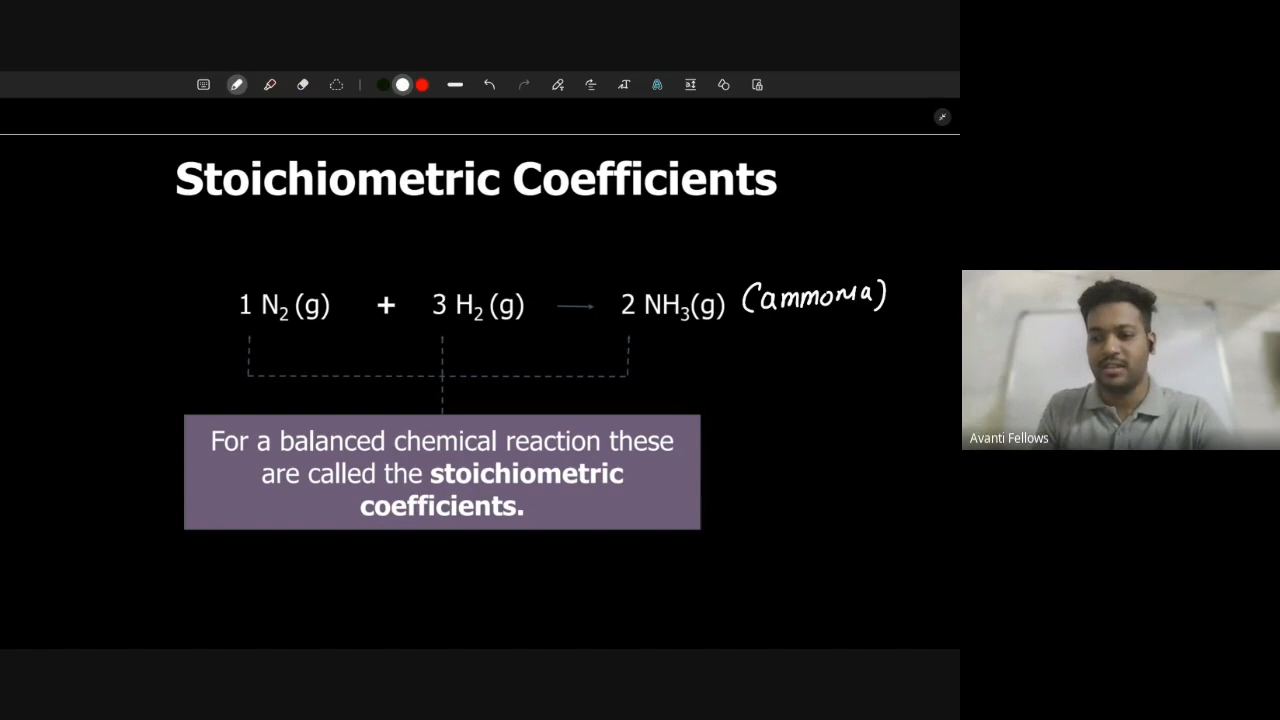 Stoichiometric Coefficients
1 N₂ (g) + 3 H₂ (g) → 2 NH₃(g) (ammonia)
For a balanced chemical reaction these
are called the stoichiometric
coefficients.
Avanti Fellows